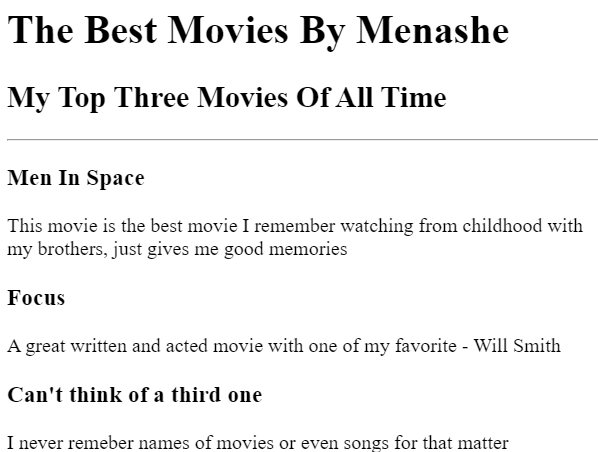 The Best Movies By Menashe
My Top Three Movies Of All Time
Men In Space
This movie is the best movie I remember watching from childhood with
my brothers, just gives me good memories
Focus
A great written and acted movie with one of my favorite - Will Smith
Can't think of a third one
I never remeber names of movies or even songs for that matter